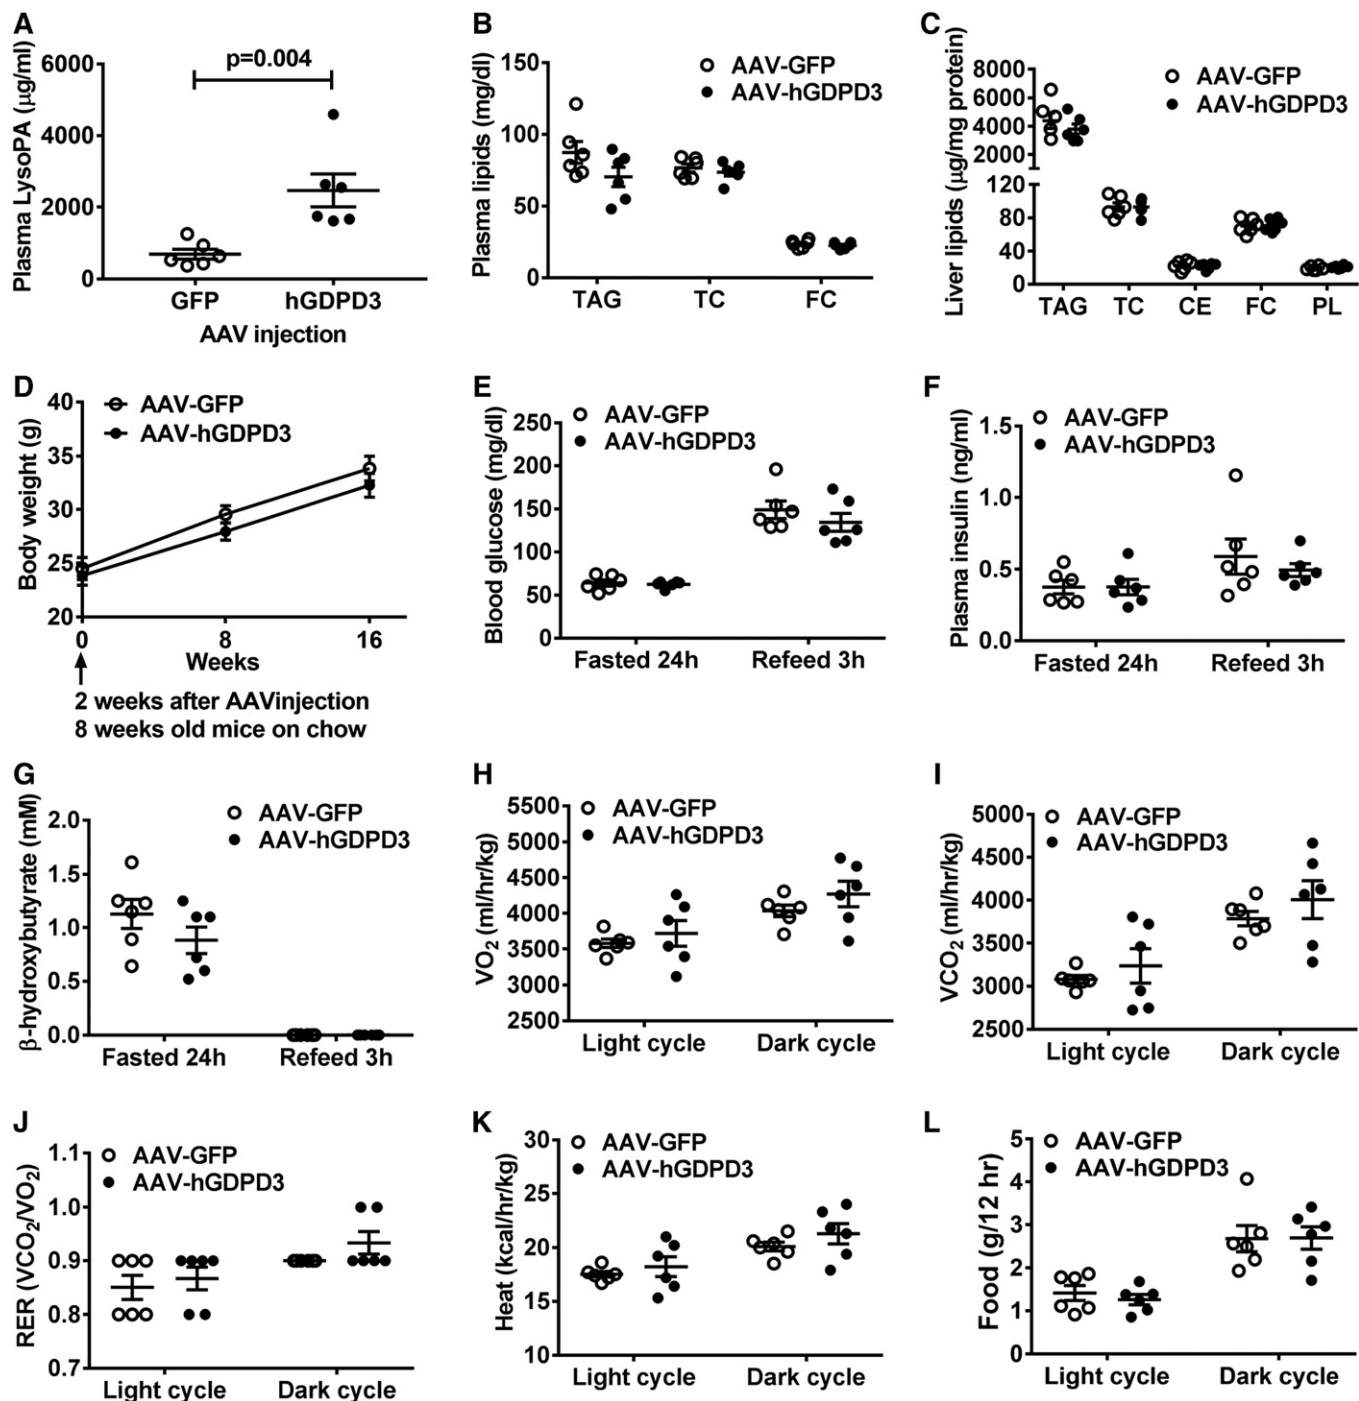 A
Plasma LysoPA (µg/ml)
6000
4000
2000
0
p=0.004
GFP hGDPD3
AAV injection
B
Plasma lipids (mg/dl)
150
100
50
0
AAV-GFP
AAV-hGDPD3
TAG TC FC
C
Liver lipids (µg/mg protein)
8000
6000
4000
2000
120
80
40
0
AAV-GFP
AAV-hGDPD3
TAG TC CE FC PL
D
Body weight (g)
40
35
30
25
20
AAV-GFP
AAV-hGDPD3
0 8 16
Weeks
2 weeks after AAVinjection
8 weeks old mice on chow
E
Blood glucose (mg/dl)
250
200
150
100
50
0
AAV-GFP
AAV-hGDPD3
Fasted 24h Refeed 3h
F
Plasma insulin (ng/ml)
1.5
1.0
0.5
0.0
AAV-GFP
AAV-hGDPD3
Fasted 24h Refeed 3h
G
β-hydroxybutyrate (mM)
2.0
1.5
1.0
0.5
0.0
AAV-GFP
AAV-hGDPD3
Fasted 24h Refeed 3h
H
VO₂ (ml/hr/kg)
5500
5000
4500
4000
3500
3000
2500
AAV-GFP
AAV-hGDPD3
Light cycle Dark cycle
I
VCO₂ (ml/hr/kg)
5000
4500
4000
3500
3000
2500
AAV-GFP
AAV-hGDPD3
Light cycle Dark cycle
J
RER (VCO₂/VO₂)
1.1
1.0
0.9
0.8
0.7
AAV-GFP
AAV-hGDPD3
Light cycle Dark cycle
K
Heat (kcal/hr/kg)
30
25
20
15
10
AAV-GFP
AAV-hGDPD3
Light cycle Dark cycle
L
Food (g/12 hr)
5
4
3
2
1
0
AAV-GFP
AAV-hGDPD3
Light cycle Dark cycle